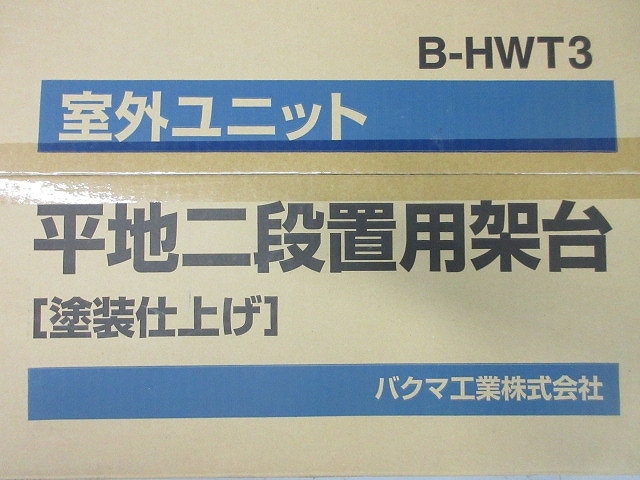 B-HWT3
室外ユニット
平地二段置用架台
[塗装仕上げ]
バクマ工業株式会社